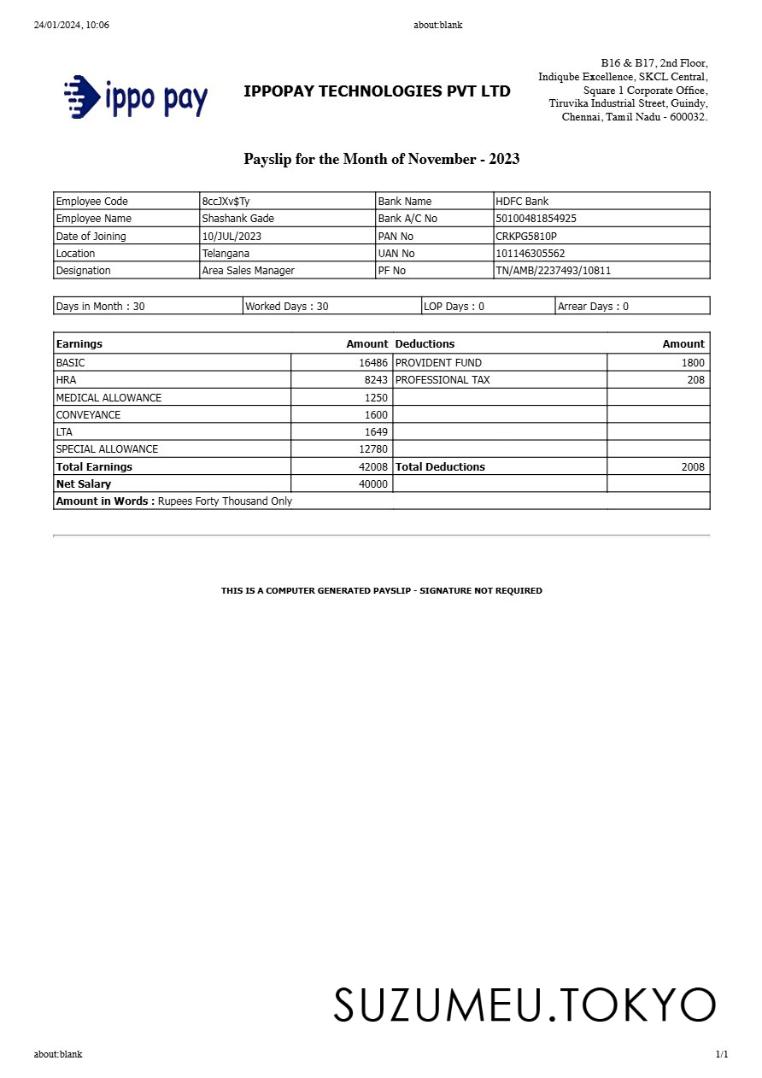 24/01/2024, 10:06 about:blank
ippo pay
IPPOPAY TECHNOLOGIES PVT LTD
B16 & B17, 2nd Floor,
Indiqube Excellence, SKCL Central,
Square 1 Corporate Office,
Tiruvika Industrial Street, Guindy,
Chennai, Tamil Nadu - 600032.
Payslip for the Month of November - 2023
Employee Code 8ccJXv$Ty Bank Name HDFC Bank
Employee Name Shashank Gade Bank A/C No 50100481854925
Date of Joining 10/JUL/2023 PAN No CRKPG5810P
Location Telangana UAN No 101146305562
Designation Area Sales Manager PF No TN/AMB/2237493/10811
Days in Month : 30 Worked Days : 30 LOP Days : 0 Arrear Days : 0
Earnings Amount Deductions Amount
BASIC 16486 PROVIDENT FUND 1800
HRA 8243 PROFESSIONAL TAX 208
MEDICAL ALLOWANCE 1250
CONVEYANCE 1600
LTA 1649
SPECIAL ALLOWANCE 12780
Total Earnings 42008 Total Deductions 2008
Net Salary 40000
Amount in Words : Rupees Forty Thousand Only
THIS IS A COMPUTER GENERATED PAYSLIP - SIGNATURE NOT REQUIRED
SUZUMEU.TOKYO
about:blank 1/1